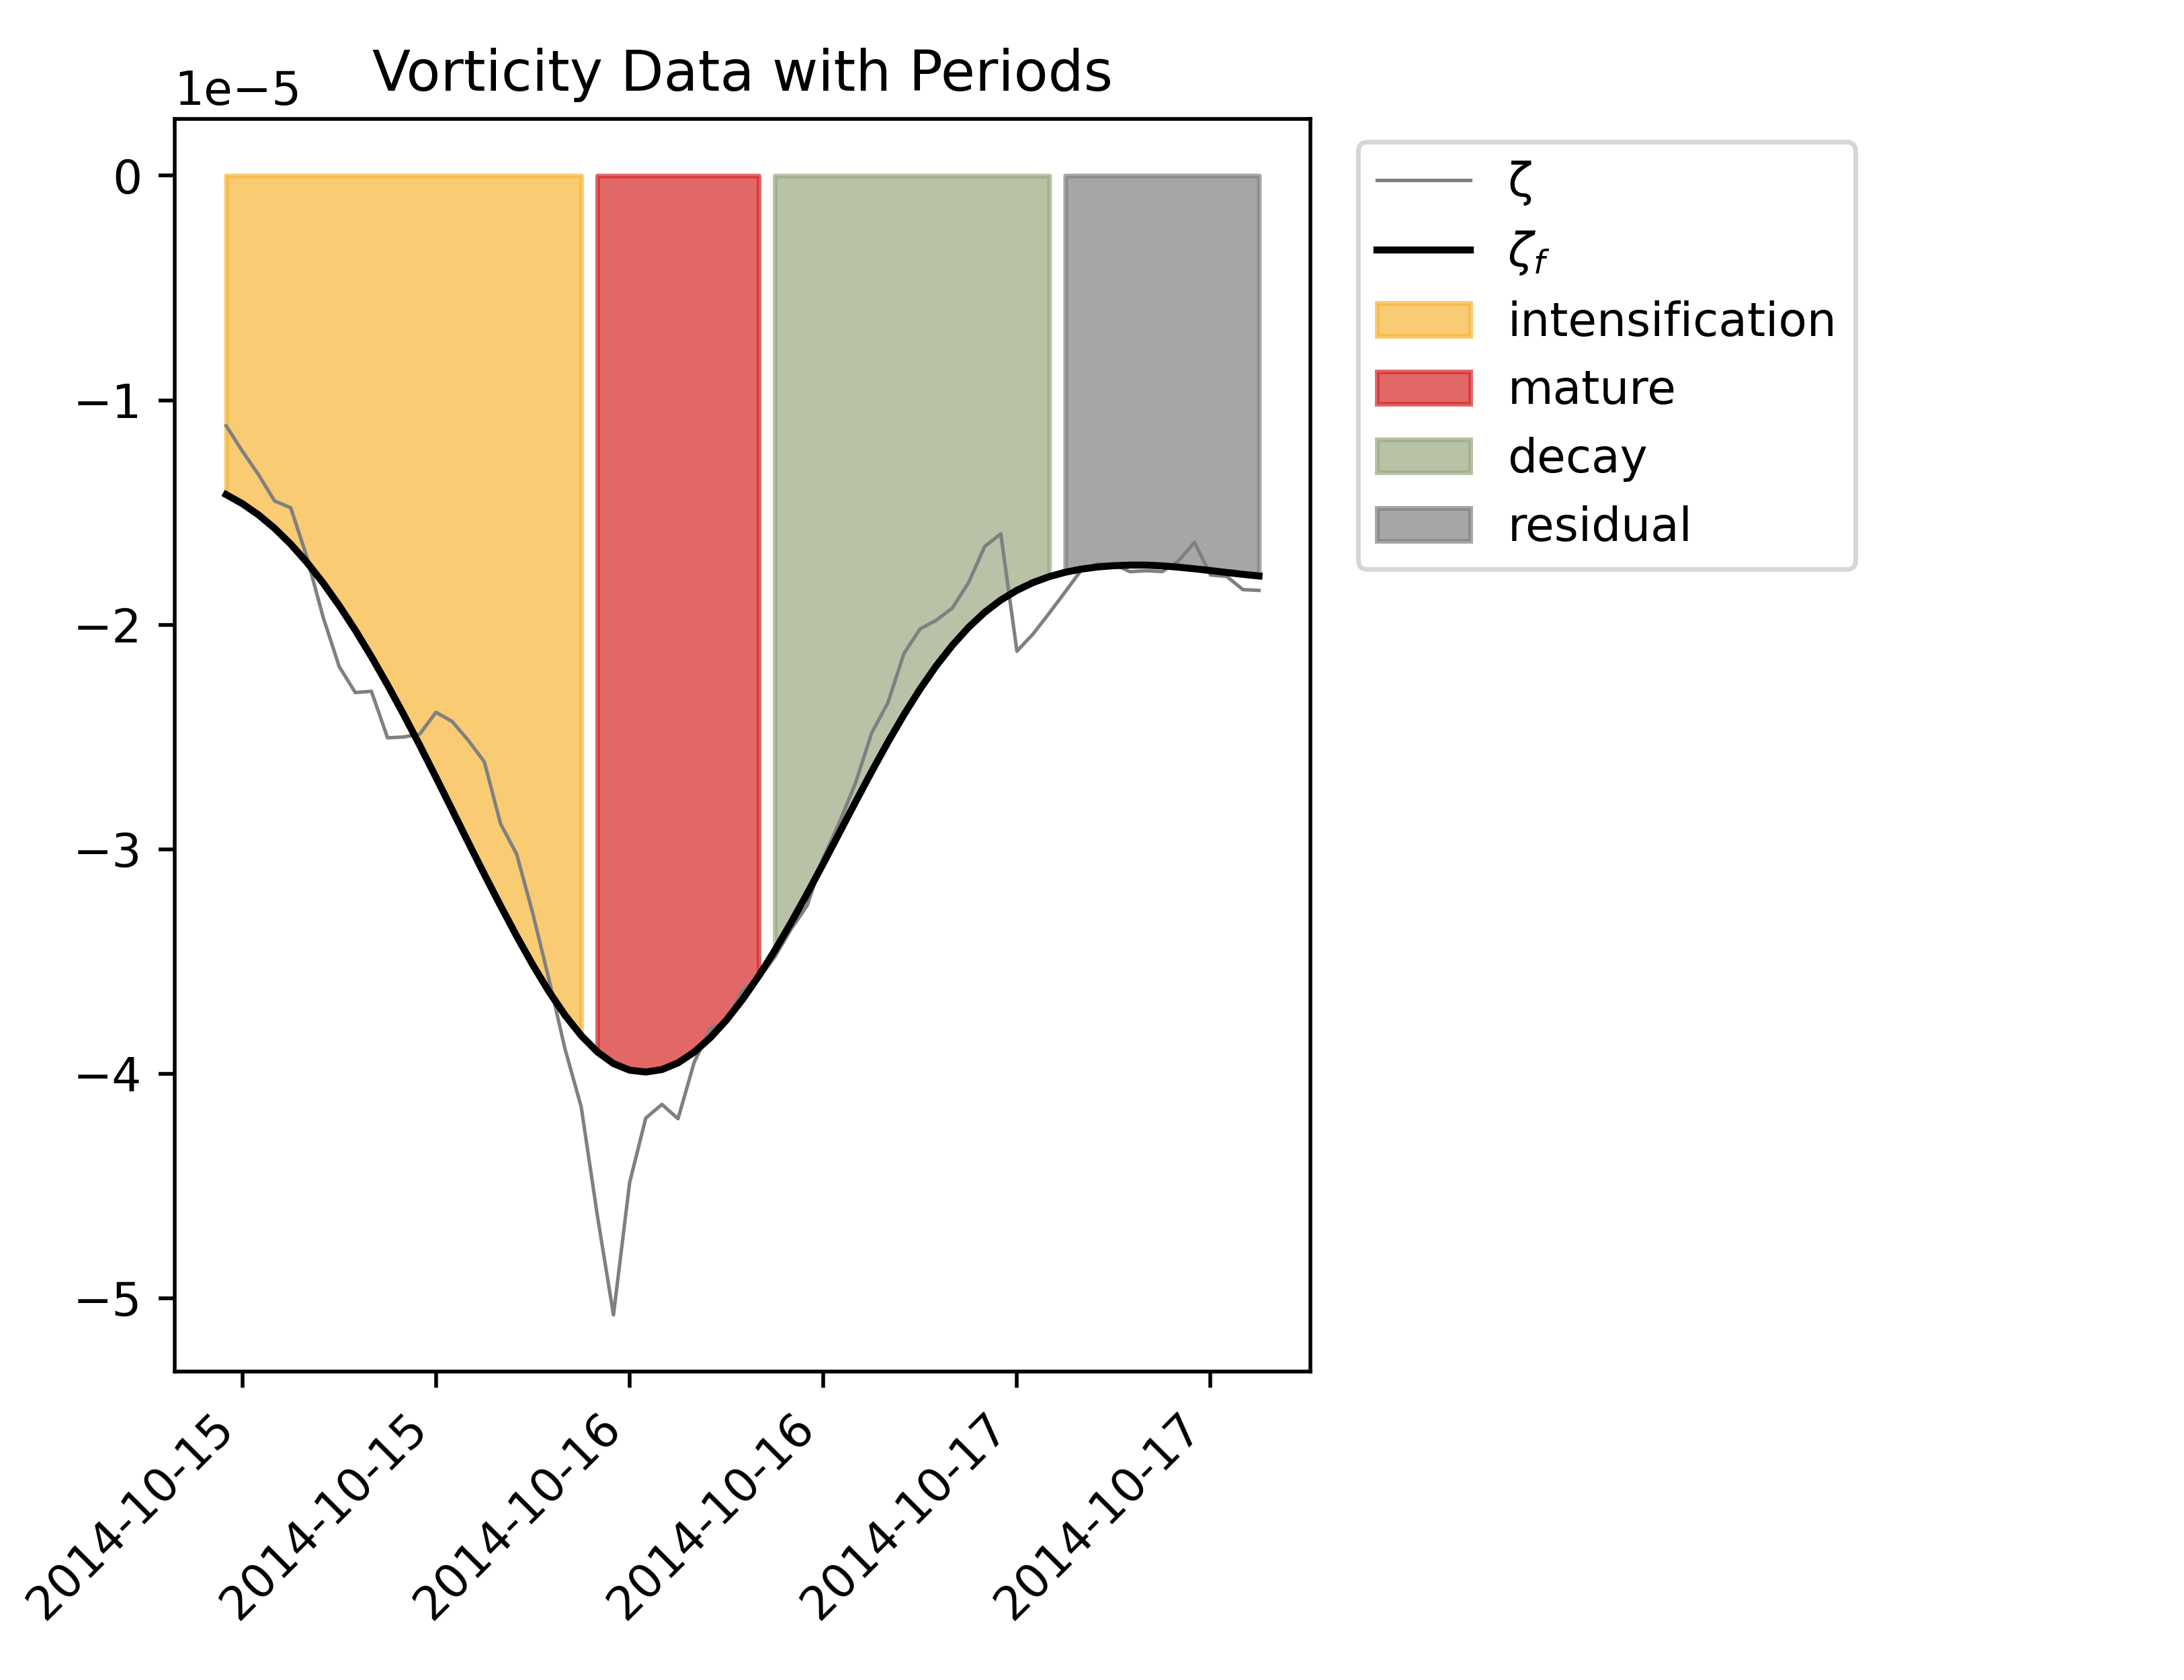 Vorticity Data with Periods
1e−5
0
−1
−2
−3
−4
−5
2014-10-15
2014-10-15
2014-10-16
2014-10-16
2014-10-17
2014-10-17
ζ
ζf
intensification
mature
decay
residual